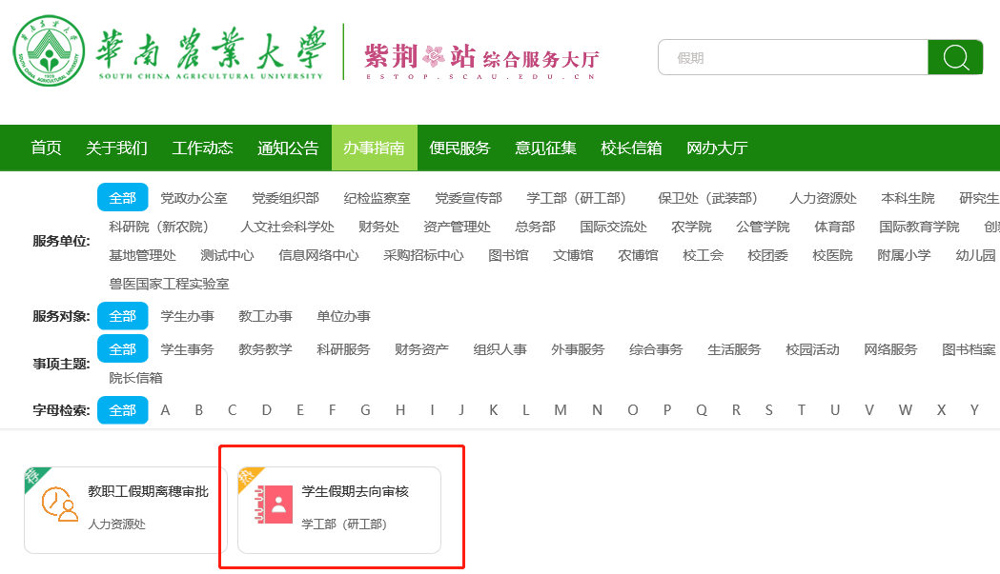 華南農業大學
SOUTH CHINA AGRICULTURAL UNIVERSITY
紫荆站 综合服务大厅
ESTOP.SCAU.EDU.CN
假期
首页 关于我们 工作动态 通知公告 办事指南 便民服务 意见征集 校长信箱 网办大厅
服务单位:
全部 党政办公室 党委组织部 纪检监察室 党委宣传部 学工部（研工部） 保卫处（武装部） 人力资源处 本科生院 研究生
科研院（新农院） 人文社会科学处 财务处 资产管理处 总务部 国际交流处 农学院 公管学院 体育部 国际教育学院 创
基地管理处 测试中心 信息网络中心 采购招标中心 图书馆 文博馆 农博馆 校工会 校团委 校医院 附属小学 幼儿园
兽医国家工程实验室
服务对象: 全部 学生办事 教工办事 单位办事
事项主题:
全部 学生事务 教务教学 科研服务 财务资产 组织人事 外事服务 综合事务 生活服务 校园活动 网络服务 图书档案
院长信箱
字母检索: 全部 A B C D E F G H I J K L M N O P Q R S T U V W X Y
荐
教职工假期离穗审批
人力资源处
热
学生假期去向审核
学工部（研工部）